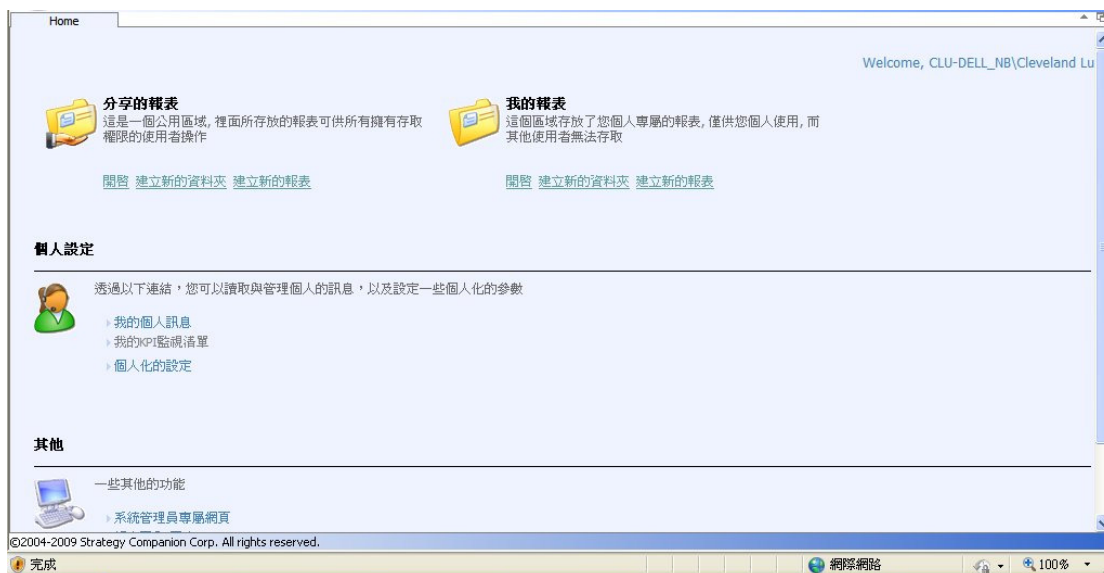 Home
Welcome, CLU-DELL_NB\Cleveland Lu
分享的報表
這是一個公用區域, 裡面所存放的報表可供所有擁有存取
權限的使用者操作
開啓 建立新的資料夾 建立新的報表
我的報表
這個區域存放了您個人專屬的報表, 僅供您個人使用, 而
其他使用者無法存取
開啓 建立新的資料夾 建立新的報表
個人設定
透過以下連結，您可以讀取與管理個人的訊息，以及設定一些個人化的參數
我的個人訊息
我的KPI監視清單
個人化的設定
其他
一些其他的功能
系統管理員專屬網頁
©2004-2009 Strategy Companion Corp. All rights reserved.
完成
網際網路
100%